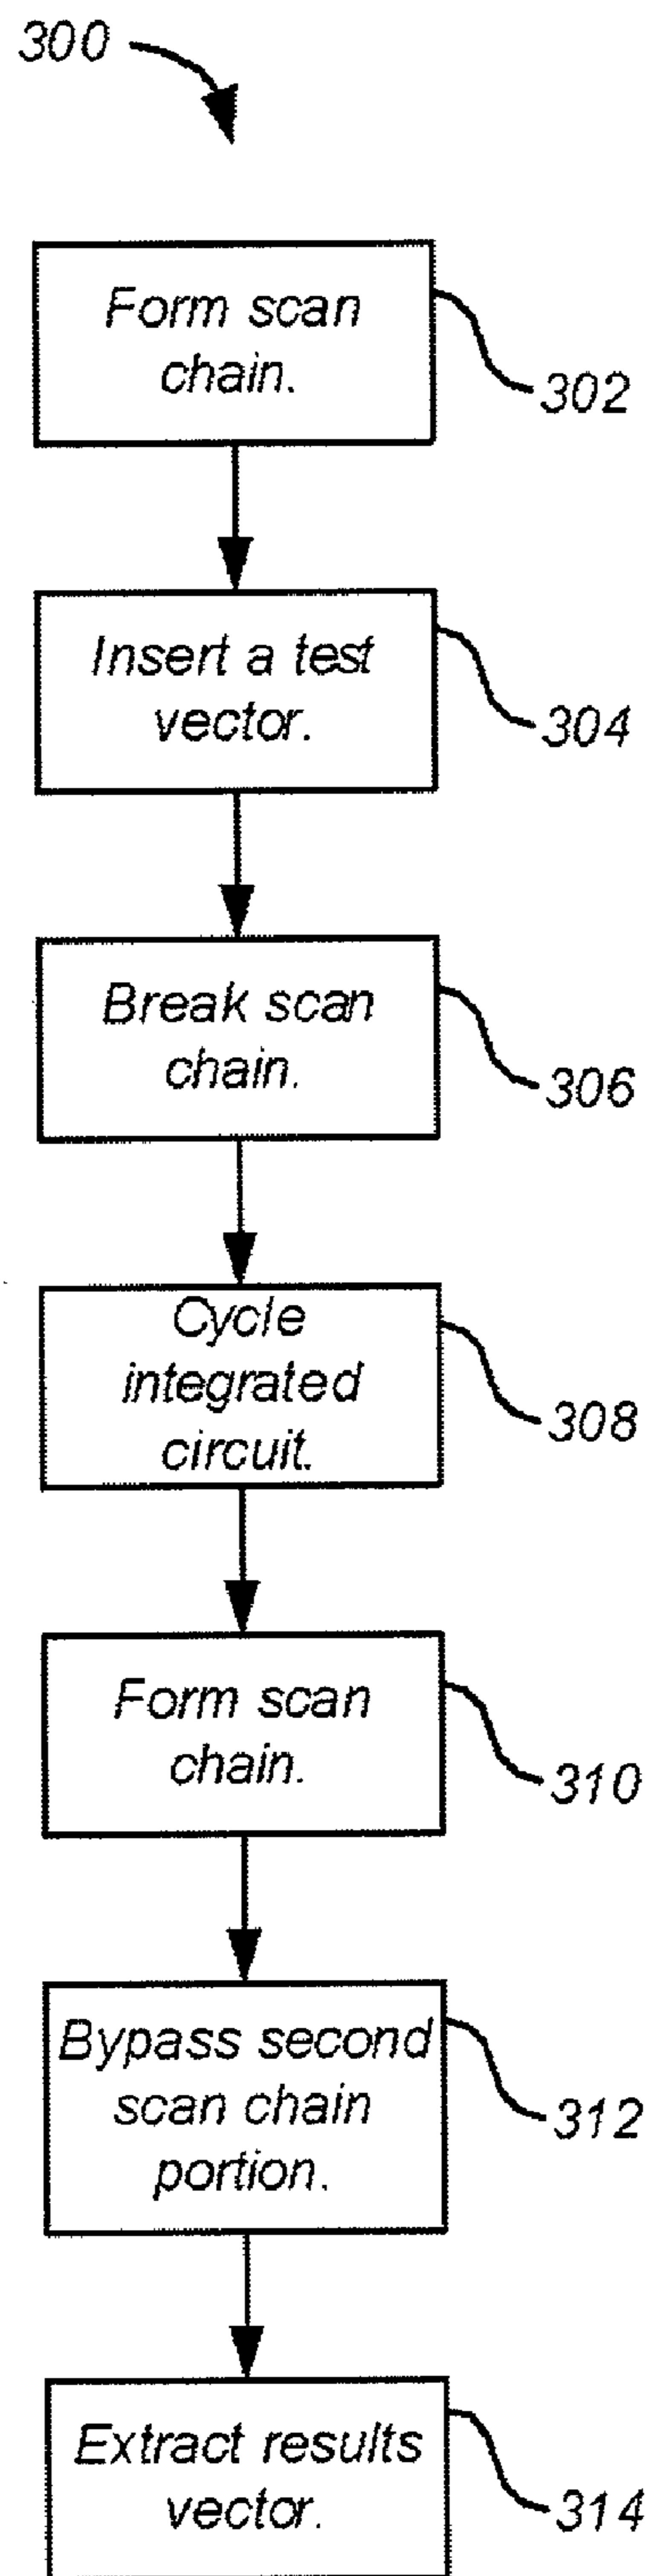 300
Form scan
chain.
302
Insert a test
vector.
304
Break scan
chain.
306
Cycle
integrated
circuit.
308
Form scan
chain.
310
Bypass second
scan chain
portion.
312
Extract results
vector.
314